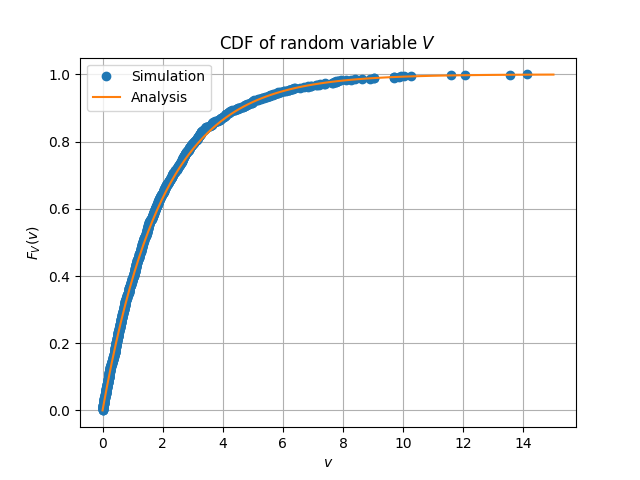 CDF of random variable V
Simulation
Analysis
F_V(v)
1.0
0.8
0.6
0.4
0.2
0.0
0 2 4 6 8 10 12 14
v